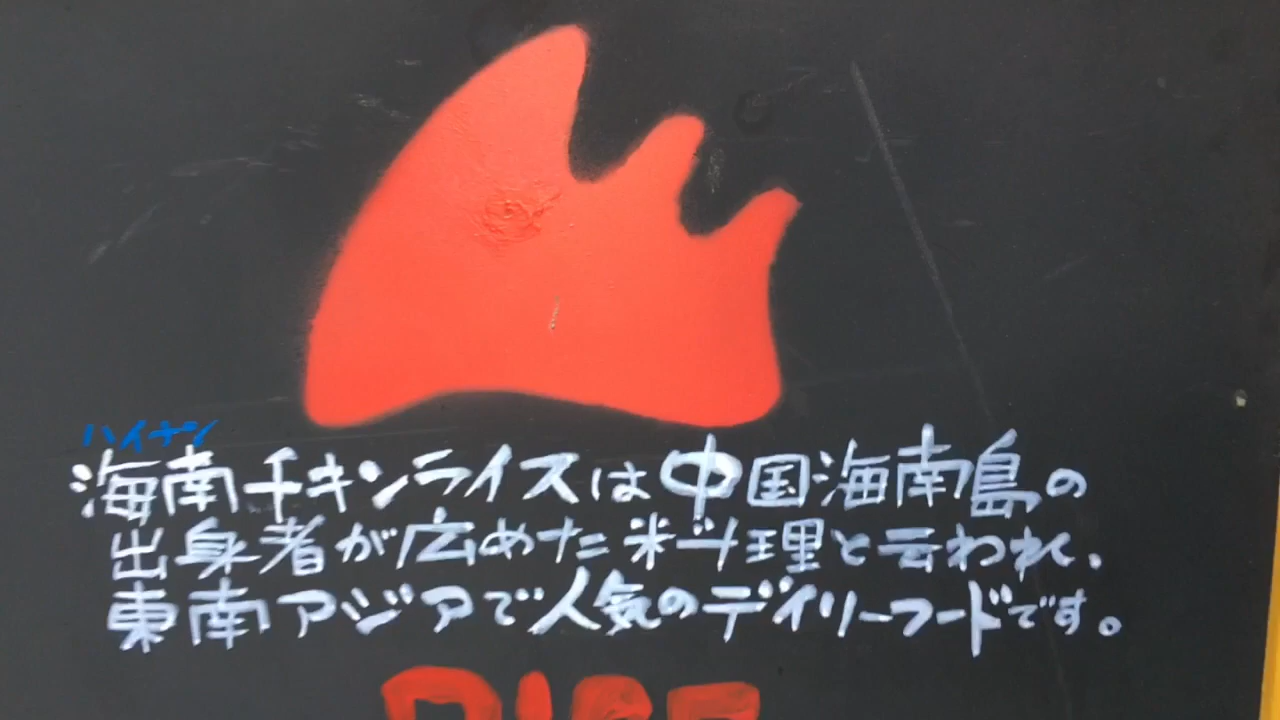 ハイナン
海南チキンライスは中国海南島の
出身者が広めた料理と云われ、
東南アジアで人気のデイリーフードです。
RICE